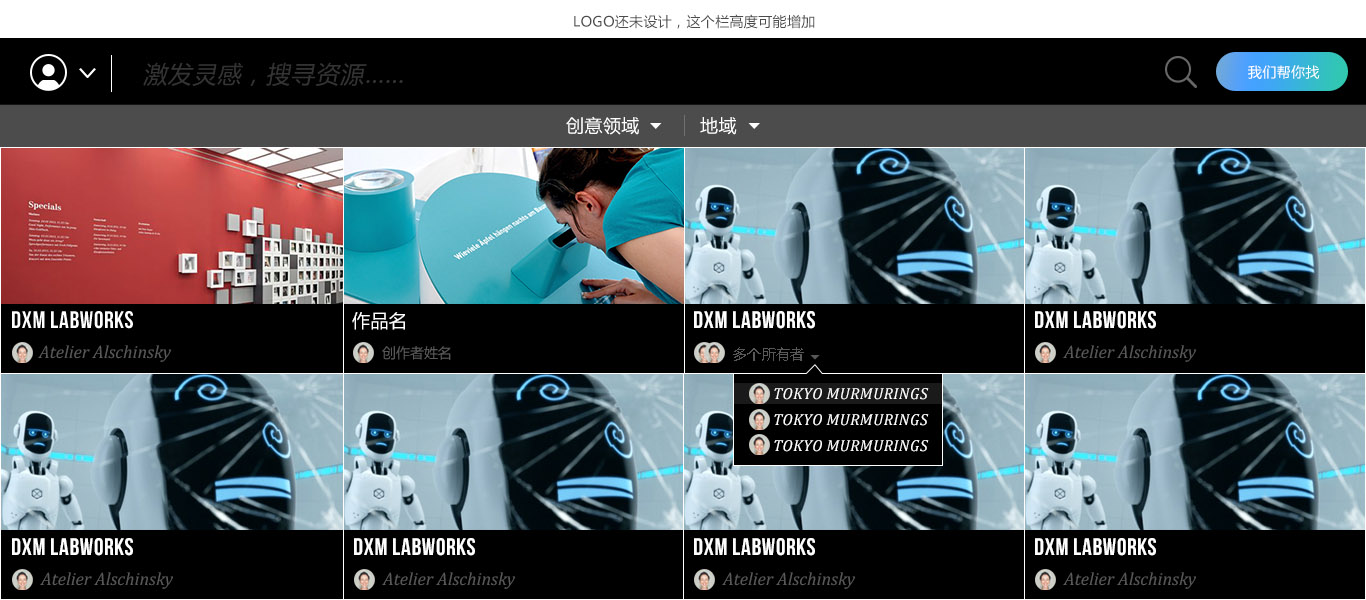 LOGO还未设计，这个栏高度可能增加
激发灵感，搜寻资源......
我们帮你找
创意领域
地域
Specials
Wieviele Äpfel hängen nachts am Baum
DXM LABWORKS
Atelier Alschinsky
作品名
创作者姓名
DXM LABWORKS
多个所有者
DXM LABWORKS
Atelier Alschinsky
TOKYO MURMURINGS
TOKYO MURMURINGS
TOKYO MURMURINGS
DXM LABWORKS
Atelier Alschinsky
DXM LABWORKS
Atelier Alschinsky
DXM LABWORKS
Atelier Alschinsky
DXM LABWORKS
Atelier Alschinsky